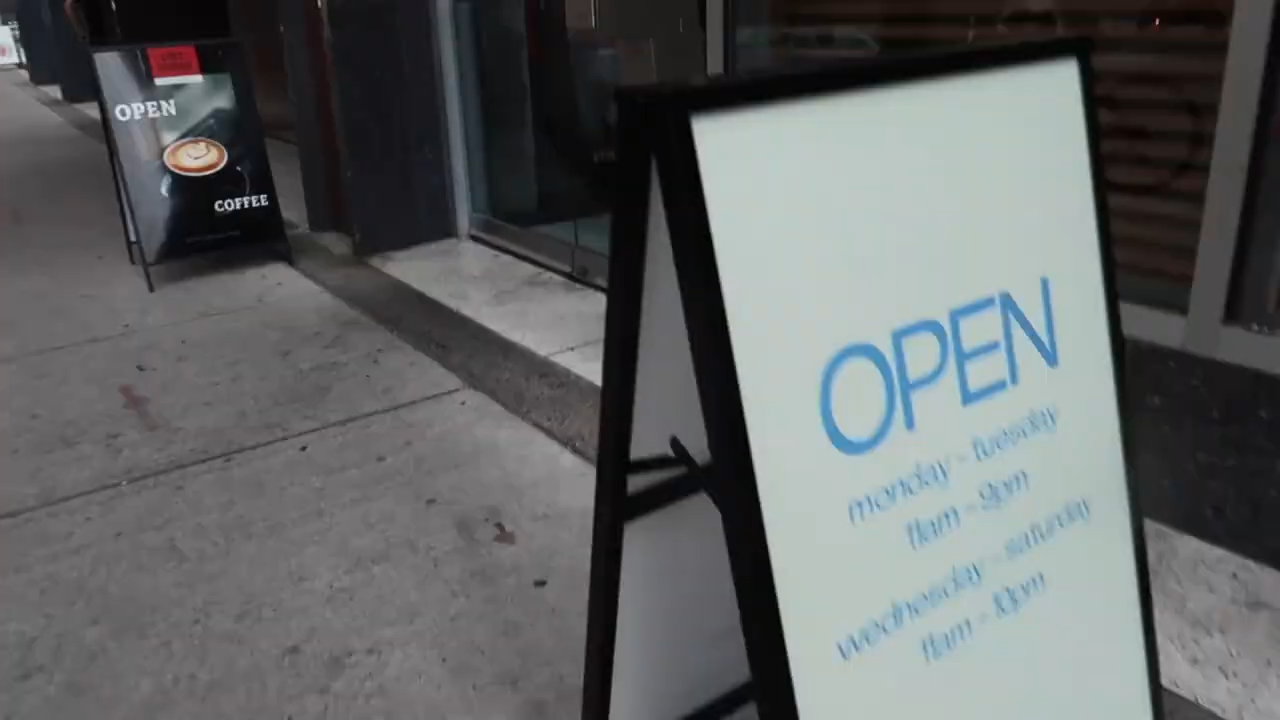 OPEN
COFFEE
OPEN
monday - tuesday
11am - 9pm
wednesday - saturday
11am - 10pm